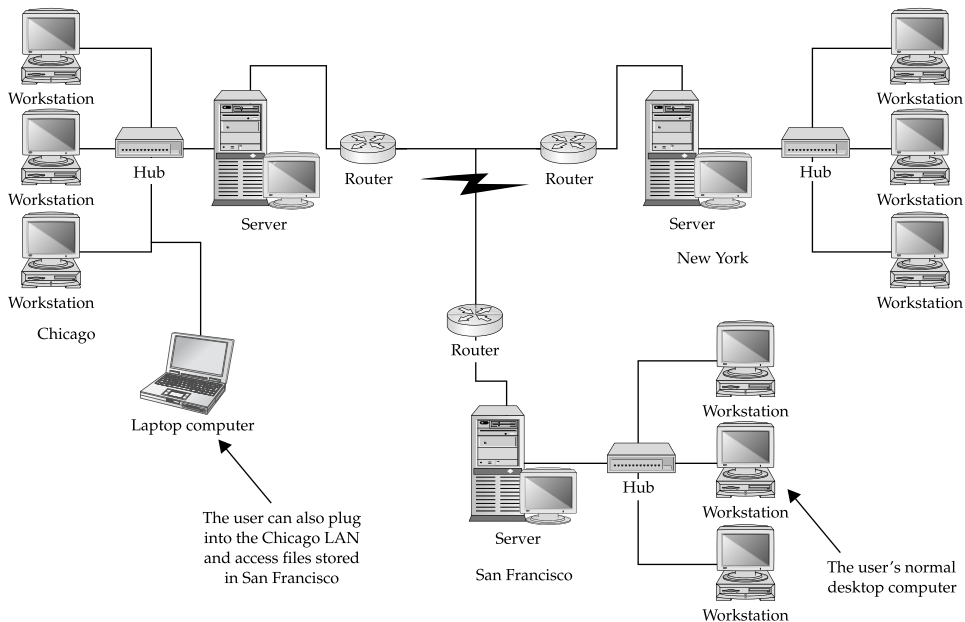 Workstation
Workstation
Workstation
Hub
Server
Router
Router
Server
Hub
Workstation
Workstation
Workstation
Chicago
New York
Laptop computer
The user can also plug
into the Chicago LAN
and access files stored
in San Francisco
Router
Server
Hub
San Francisco
Workstation
Workstation
Workstation
The user's normal
desktop computer